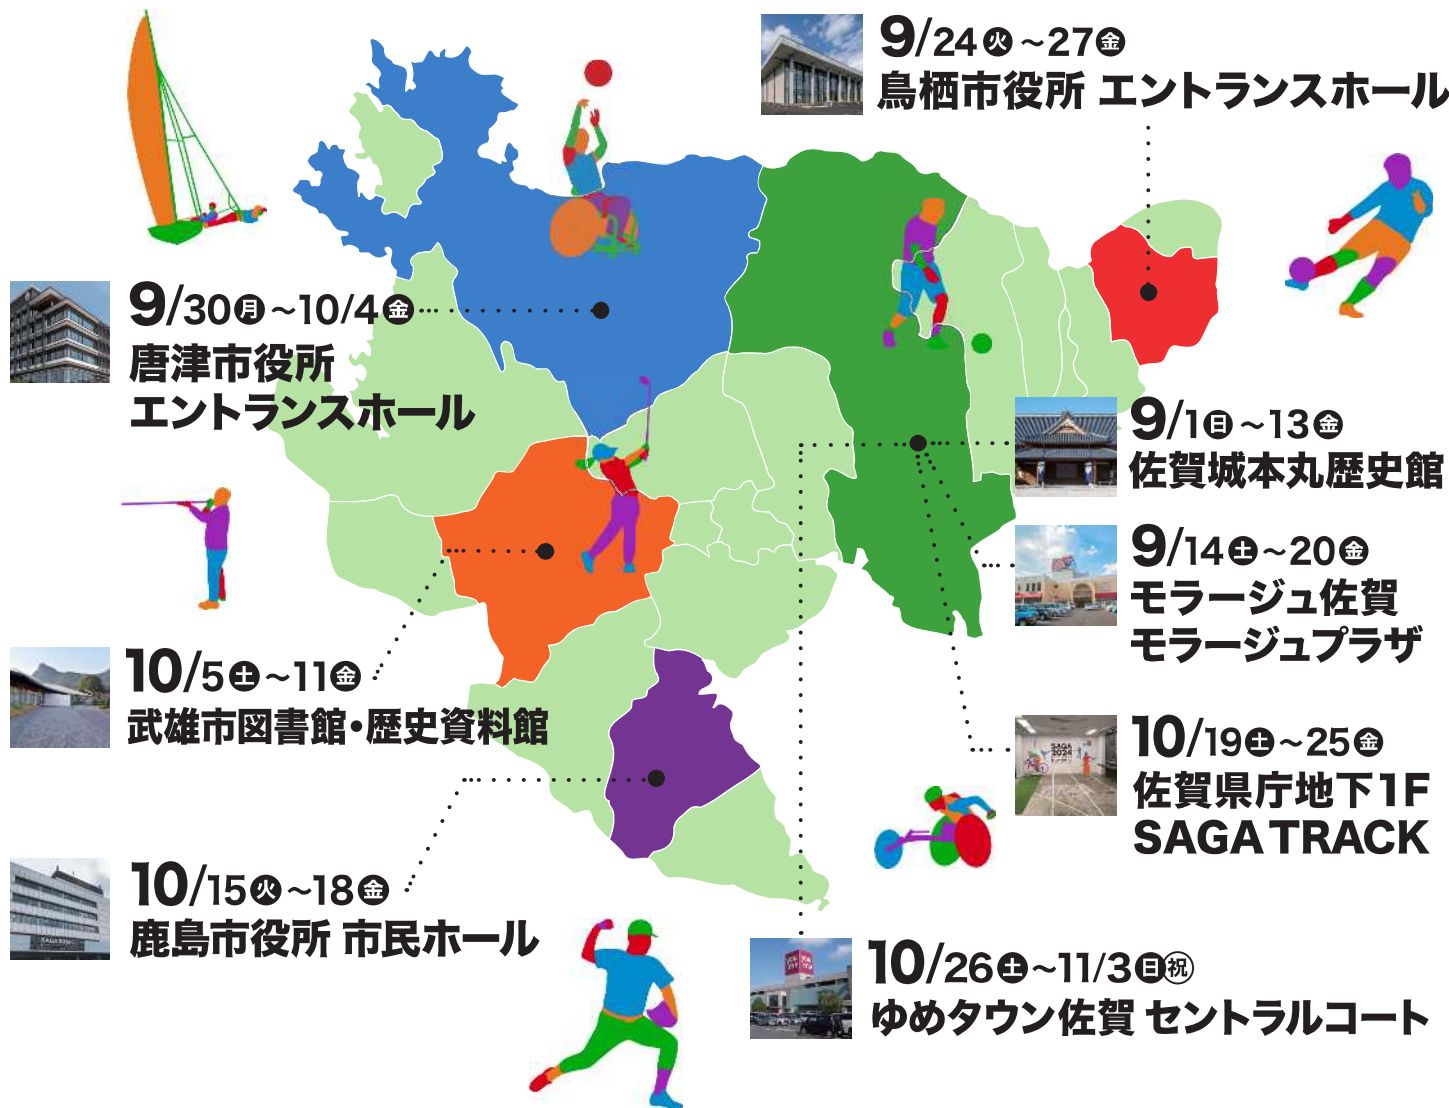 9/24火～27金
鳥栖市役所 エントランスホール
9/30月～10/4金
唐津市役所
エントランスホール
9/1日～13金
佐賀城本丸歴史館
9/14土～20金
モラージュ佐賀
モラージュプラザ
10/5土～11金
武雄市図書館・歴史資料館
10/19土～25金
佐賀県庁地下1F
SAGA TRACK
SAGA
2024
10/15火～18金
鹿島市役所 市民ホール
10/26土～11/3日祝
ゆめタウン佐賀 セントラルコート